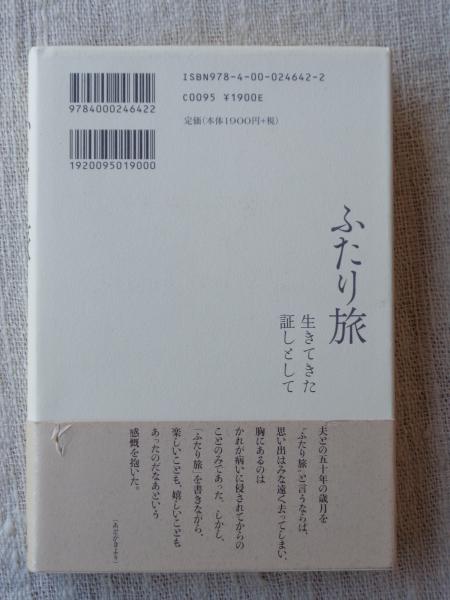 ISBN978-4-00-024642-2
9784000246422
C0095 ¥1900E
定価(本体1900円+税)
1920095019000
ふたり旅
生きてきた
証しとして
夫との五十年の歳月を
“ふたり旅”と言うならば、
思い出はみな遠く去ってしまい、
胸にあるのは
かれが病いに侵されてからの
ことのみであった。しかし、
「ふたり旅」を書きながら、
楽しいことも、嬉しいことも
あったのだなあという
感慨を抱いた。
(あとがきより)